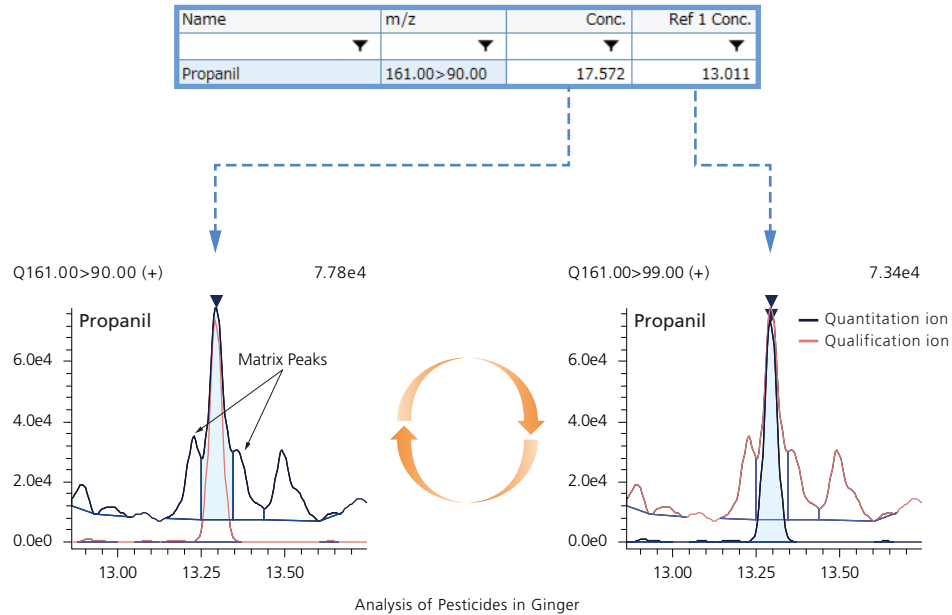 Name m/z Conc. Ref 1 Conc.
Propanil 161.00>90.00 17.572 13.011
Q161.00>90.00 (+) 7.78e4
Propanil
Matrix Peaks
6.0e4
4.0e4
2.0e4
0.0e0
13.00 13.25 13.50
Q161.00>99.00 (+) 7.34e4
Propanil
Quantitation ion
Qualification ion
6.0e4
4.0e4
2.0e4
0.0e0
13.00 13.25 13.50
Analysis of Pesticides in Ginger